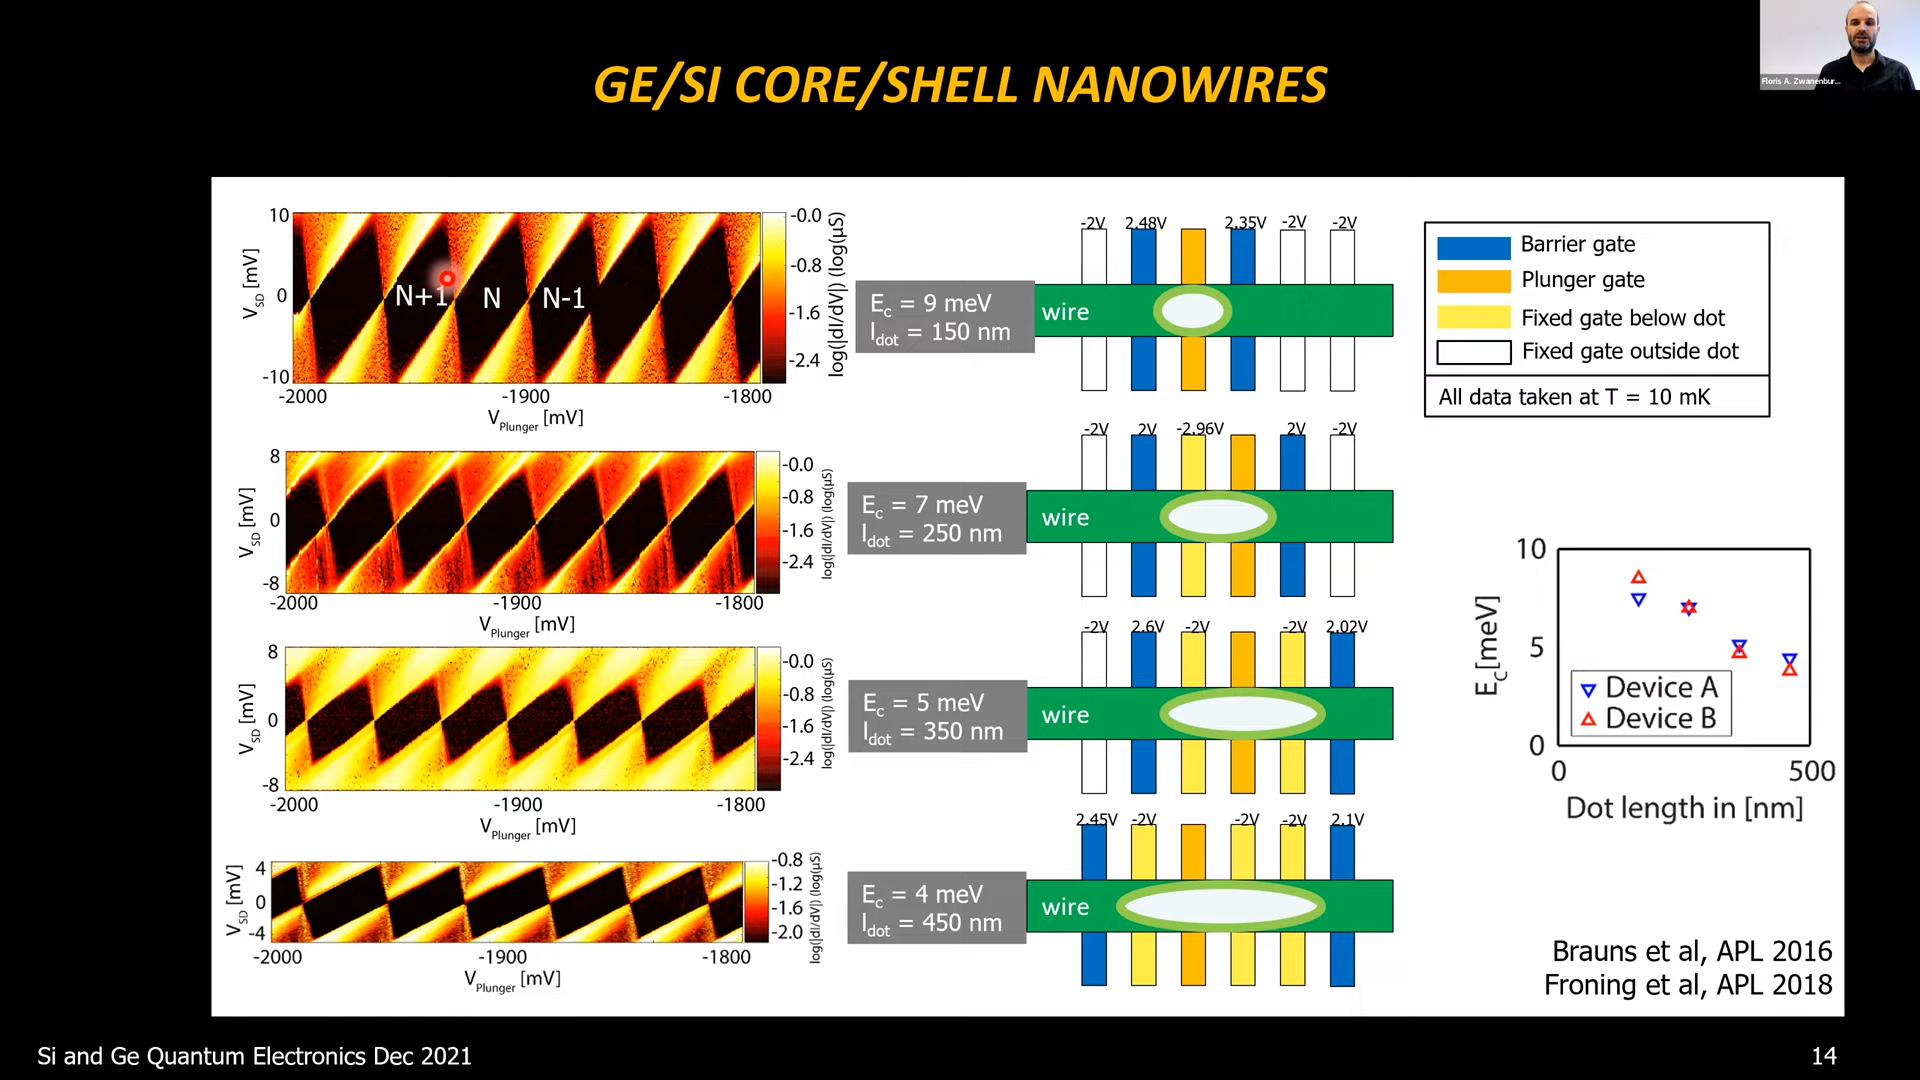 GE/SI CORE/SHELL NANOWIRES
Floris A. Zwanenbur...
10
0
-10
V_SD [mV]
N+1
N
N-1
-2000
-1900
-1800
V_Plunger [mV]
-0.0
-0.8
-1.6
-2.4
log(|dI/dV|) (log(µS)
E_c = 9 meV
l_dot = 150 nm
-2V
2.48V
2.35V
-2V
-2V
wire
Barrier gate
Plunger gate
Fixed gate below dot
Fixed gate outside dot
All data taken at T = 10 mK
8
0
-8
V_SD [mV]
-2000
-1900
-1800
V_Plunger [mV]
-0.0
-0.8
-1.6
-2.4
log(|dI/dV|) (log(µS)
E_c = 7 meV
l_dot = 250 nm
-2V
2V
-2.96V
2V
-2V
wire
8
0
-8
V_SD [mV]
-2000
-1900
-1800
V_Plunger [mV]
-0.0
-0.8
-1.6
-2.4
log(|dI/dV|) (log(µS)
E_c = 5 meV
l_dot = 350 nm
-2V
2.6V
-2V
-2V
2.02V
wire
4
0
-4
V_SD [mV]
-2000
-1900
-1800
V_Plunger [mV]
-0.8
-1.2
-1.6
-2.0
log(|dI/dV|) (log(µS)
E_c = 4 meV
l_dot = 450 nm
2.45V
-2V
-2V
-2V
2.1V
wire
10
5
0
E_C[meV]
Device A
Device B
0
500
Dot length in [nm]
Brauns et al, APL 2016
Froning et al, APL 2018
Si and Ge Quantum Electronics Dec 2021
14